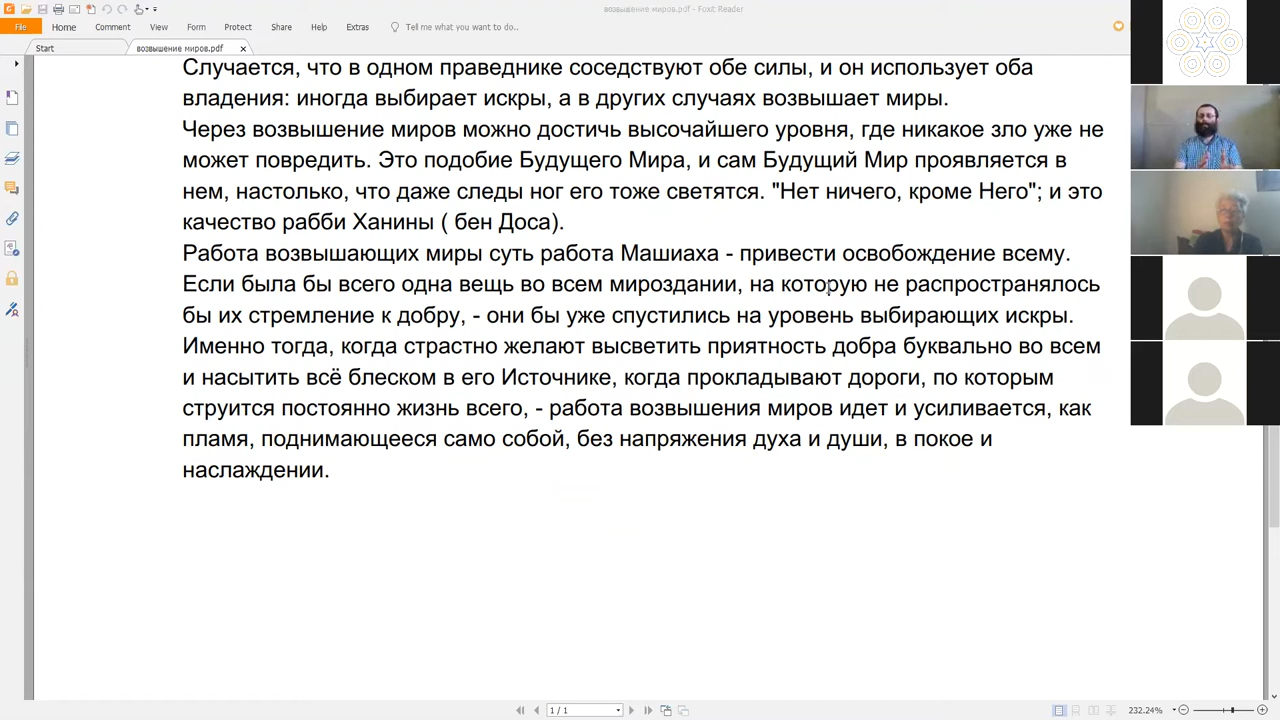 возвышение миров.pdf - Foxit Reader
File Home Comment View Form Protect Share Help Extras Tell me what you want to do..
Start возвышение миров.pdf
Случается, что в одном праведнике соседствуют обе силы, и он использует оба
владения: иногда выбирает искры, а в других случаях возвышает миры.
Через возвышение миров можно достичь высочайшего уровня, где никакое зло уже не
может повредить. Это подобие Будущего Мира, и сам Будущий Мир проявляется в
нем, настолько, что даже следы ног его тоже светятся. "Нет ничего, кроме Него"; и это
качество рабби Ханины ( бен Доса).
Работа возвышающих миры суть работа Машиаха - привести освобождение всему.
Если была бы всего одна вещь во всем мироздании, на которую не распространялось
бы их стремление к добру, - они бы уже спустились на уровень выбирающих искры.
Именно тогда, когда страстно желают высветить приятность добра буквально во всем
и насытить всё блеском в его Источнике, когда прокладывают дороги, по которым
струится постоянно жизнь всего, - работа возвышения миров идет и усиливается, как
пламя, поднимающееся само собой, без напряжения духа и души, в покое и
наслаждении.
1 / 1
232.24%